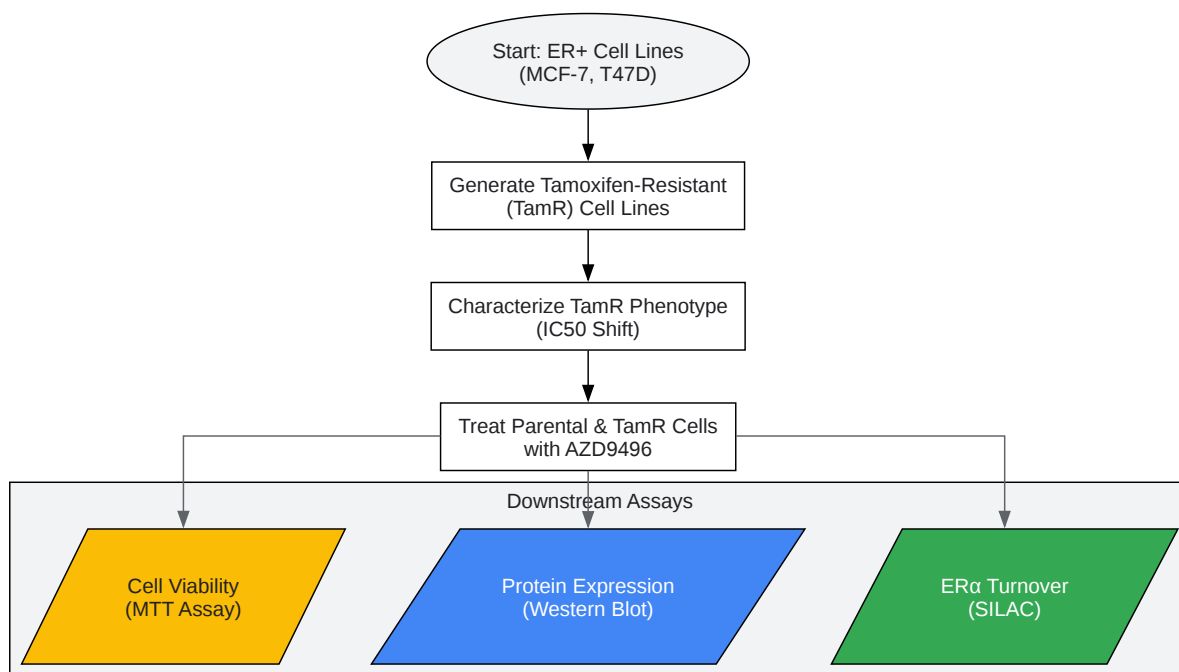 Start: ER+ Cell Lines
(MCF-7, T47D)
Generate Tamoxifen-Resistant
(TamR) Cell Lines
Characterize TamR Phenotype
(IC50 Shift)
Treat Parental & TamR Cells
with AZD9496
Downstream Assays
Cell Viability
(MTT Assay)
Protein Expression
(Western Blot)
ERα Turnover
(SILAC)